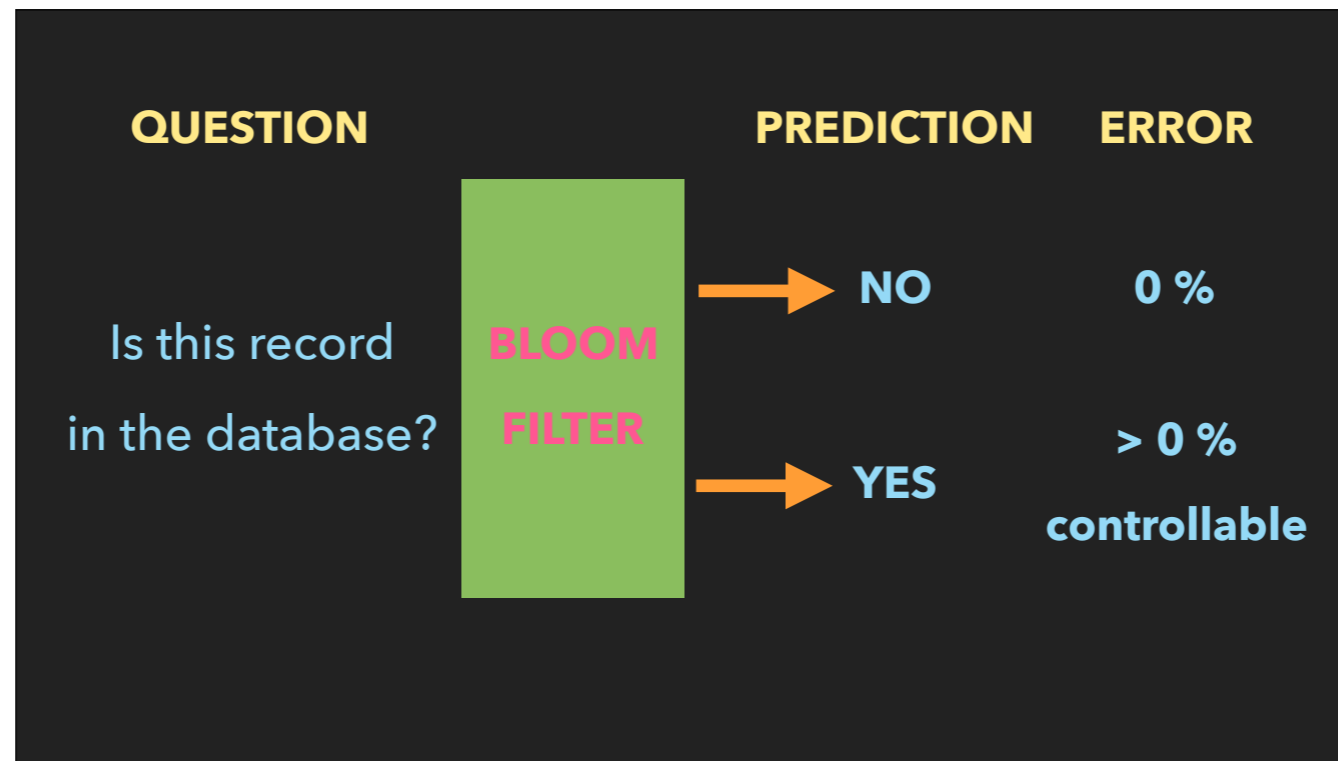 QUESTION
PREDICTION
ERROR
Is this record
in the database?
BLOOM
FILTER
NO
0 %
YES
> 0 %
controllable